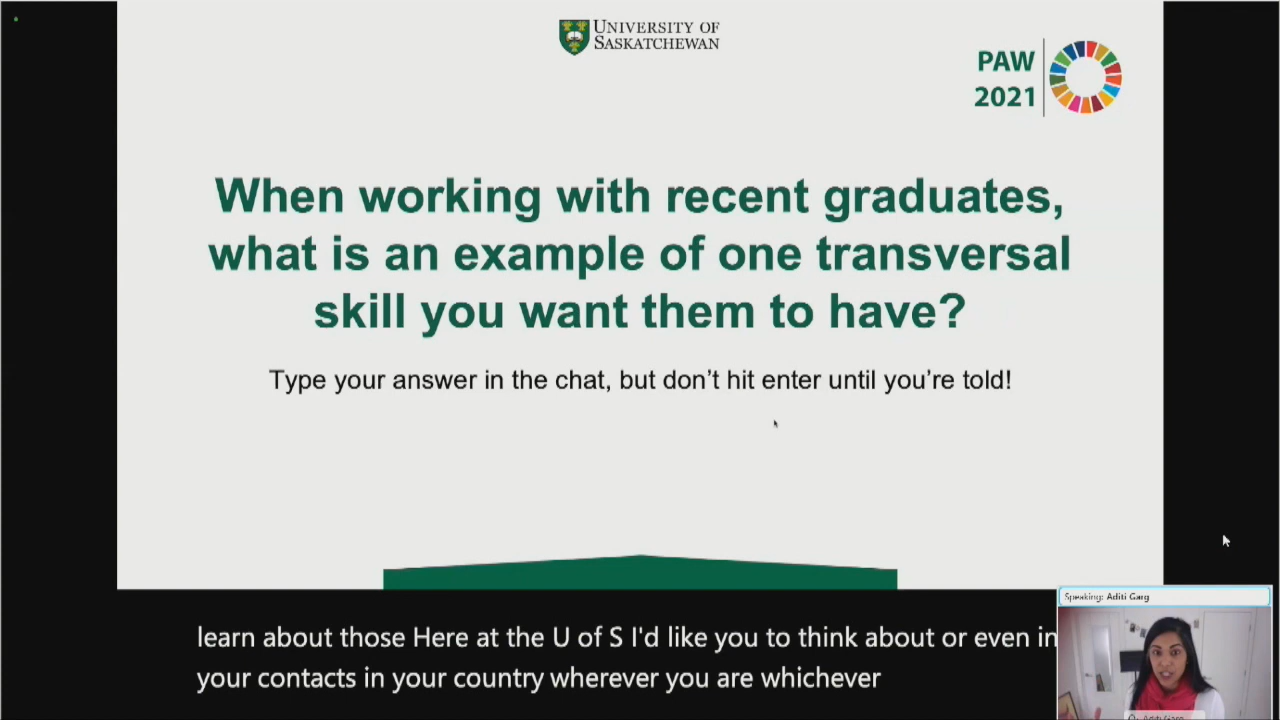 UNIVERSITY OF
SASKATCHEWAN
PAW
2021
When working with recent graduates,
what is an example of one transversal
skill you want them to have?
Type your answer in the chat, but don't hit enter until you're told!
Speaking: Aditi Garg
learn about those Here at the U of S I'd like you to think about or even in
your contacts in your country wherever you are whichever
Aditi Garg